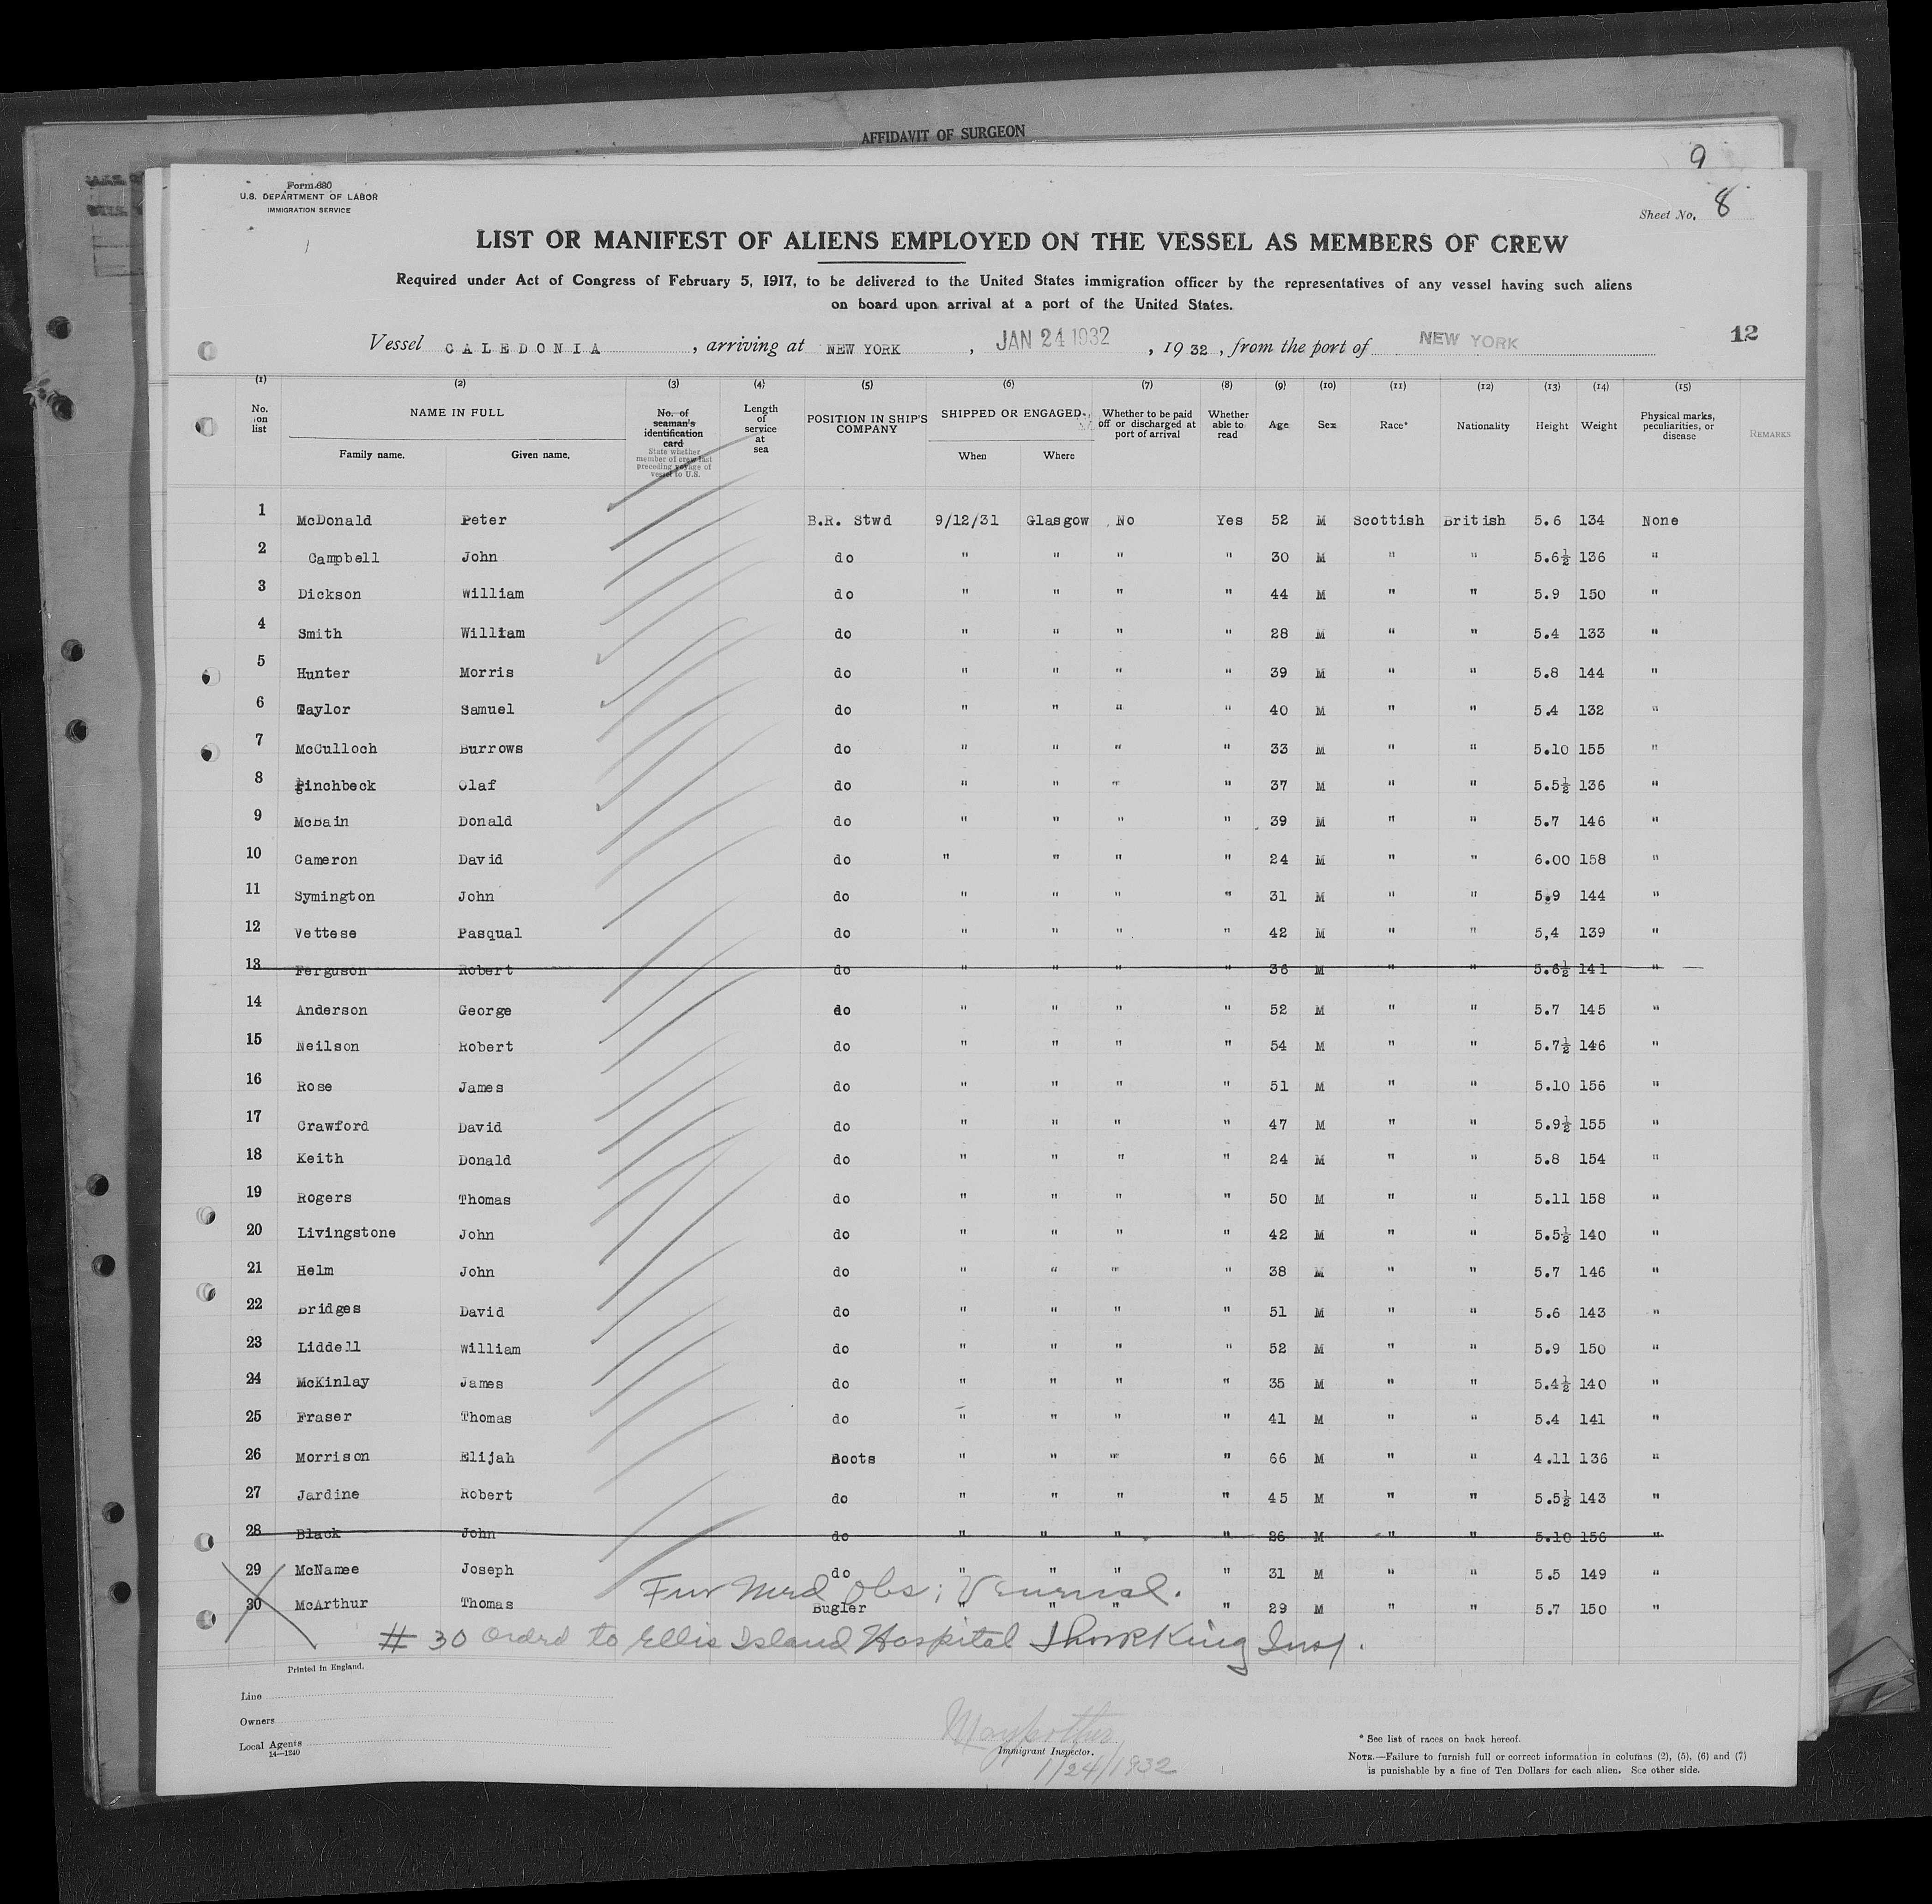 AFFIDAVIT OF SURGEON
9
Form 680
U.S. DEPARTMENT OF LABOR
IMMIGRATION SERVICE
Sheet No. 8
LIST OR MANIFEST OF ALIENS EMPLOYED ON THE VESSEL AS MEMBERS OF CREW
Required under Act of Congress of February 5, 1917, to be delivered to the United States immigration officer by the representatives of any vessel having such aliens
on board upon arrival at a port of the United States.
Vessel CALEDONIA, arriving at NEW YORK, JAN 24 1932, 1932, from the port of NEW YORK 12
(1) (2) (3) (4) (5) (6) (7) (8) (9) (10) (11) (12) (13) (14) (15)
No. on list NAME IN FULL Family name. Given name. No. of seaman's identification card State whether member of crew last preceding voyage of vessel to U.S. Length of service at sea POSITION IN SHIP'S COMPANY SHIPPED OR ENGAGED When Where Whether to be paid off or discharged at port of arrival Whether able to read Age Sex Race* Nationality Height Weight Physical marks, peculiarities, or disease REMARKS
1 McDonald Peter B.R. Stwd 9/12/31 Glasgow No Yes 52 M Scottish British 5.6 134 None
2 Campbell John do " " " " 30 M " " 5.6½ 136 "
3 Dickson William do " " " " 44 M " " 5.9 150 "
4 Smith William do " " " " 28 M " " 5.4 133 "
5 Hunter Morris do " " " " 39 M " " 5.8 144 "
6 Taylor Samuel do " " " " 40 M " " 5.4 132 "
7 McCulloch Burrows do " " " " 33 M " " 5.10 155 "
8 Pinchbeck Olaf do " " " " 37 M " " 5.5½ 136 "
9 McBain Donald do " " " " 39 M " " 5.7 146 "
10 Cameron David do " " " " 24 M " " 6.00 158 "
11 Symington John do " " " " 31 M " " 5.9 144 "
12 Vettese Pasqual do " " " " 42 M " " 5,4 139 "
13 Ferguson Robert do " " " " 36 M " " 5.6½ 141 "
14 Anderson George do " " " " 52 M " " 5.7 145 "
15 Neilson Robert do " " " " 54 M " " 5.7½ 146 "
16 Rose James do " " " " 51 M " " 5.10 156 "
17 Crawford David do " " " " 47 M " " 5.9½ 155 "
18 Keith Donald do " " " " 24 M " " 5.8 154 "
19 Rogers Thomas do " " " " 50 M " " 5.11 158 "
20 Livingstone John do " " " " 42 M " " 5.5½ 140 "
21 Helm John do " " " " 38 M " " 5.7 146 "
22 Bridges David do " " " " 51 M " " 5.6 143 "
23 Liddell William do " " " " 52 M " " 5.9 150 "
24 McKinlay James do " " " " 35 M " " 5.4½ 140 "
25 Fraser Thomas do " " " " 41 M " " 5.4 141 "
26 Morrison Elijah Boots " " " " 66 M " " 4.11 136 "
27 Jardine Robert do " " " " 45 M " " 5.5½ 143 "
28 Black John do " " " " 26 M " " 5.10 156 "
29 McNamee Joseph do " " " " 31 M " " 5.5 149 "
Fur Med Obs; Venereal.
30 McArthur Thomas Bugler " " " " 29 M " " 5.7 150 "
# 30 ordrd to Ellis Island Hospital King Insp.
Printed in England.
Line
Owners
Local Agents
14—1240
Immigrant Inspector.
1/24/1932
* See list of races on back hereof.
NOTE.—Failure to furnish full or correct information in columns (2), (5), (6) and (7)
is punishable by a fine of Ten Dollars for each alien. See other side.